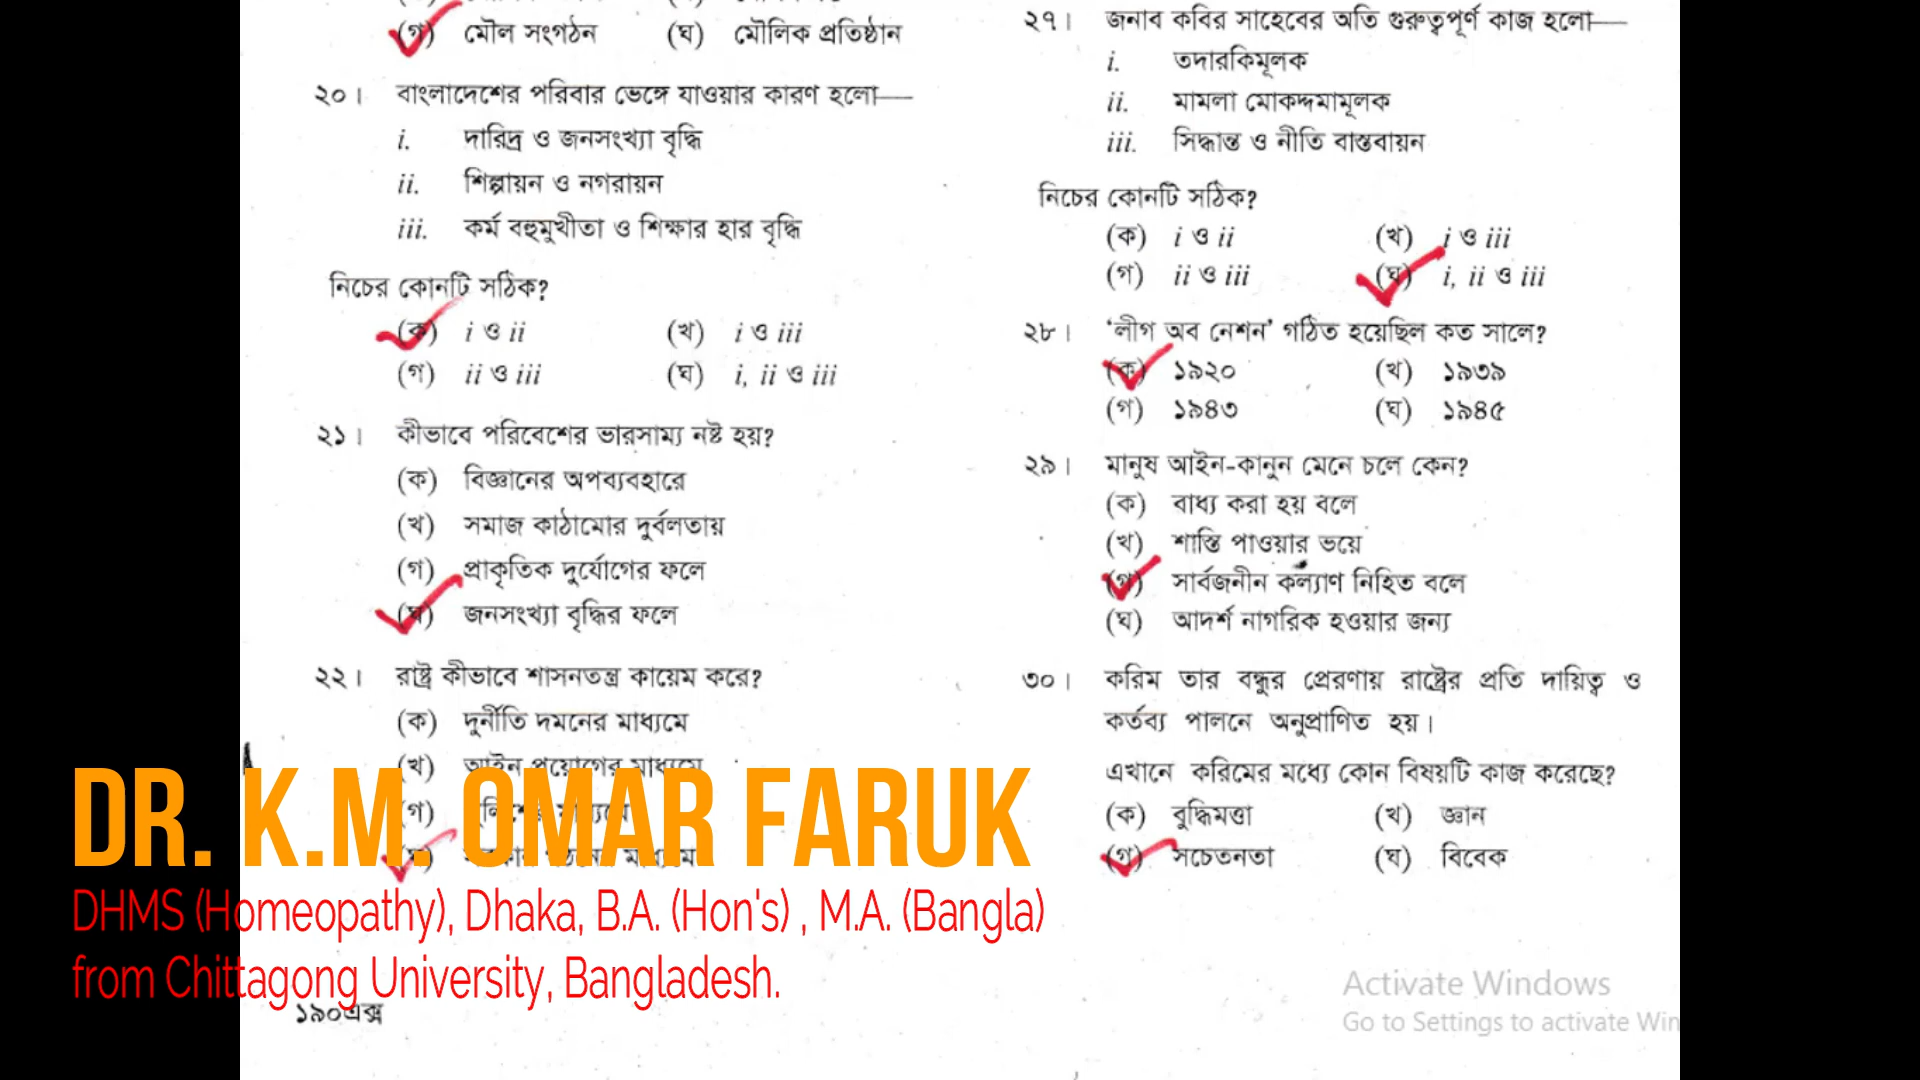 (গ) মৌল সংগঠন (ঘ) মৌলিক প্রতিষ্ঠান
২০। বাংলাদেশের পরিবার ভেঙ্গে যাওয়ার কারণ হলো—
i. দারিদ্র ও জনসংখ্যা বৃদ্ধি
ii. শিল্পায়ন ও নগরায়ন
iii. কর্ম বহুমুখীতা ও শিক্ষার হার বৃদ্ধি
নিচের কোনটি সঠিক?
(ক) i ও ii (খ) i ও iii
(গ) ii ও iii (ঘ) i, ii ও iii
২১। কীভাবে পরিবেশের ভারসাম্য নষ্ট হয়?
(ক) বিজ্ঞানের অপব্যবহারে
(খ) সমাজ কাঠামোর দুর্বলতায়
(গ) প্রাকৃতিক দুর্যোগের ফলে
(ঘ) জনসংখ্যা বৃদ্ধির ফলে
২২। রাষ্ট্র কীভাবে শাসনতন্ত্র কায়েম করে?
(ক) দুর্নীতি দমনের মাধ্যমে
(খ) আইন প্রয়োগের মাধ্যমে
(গ)
(ঘ)
DR. K.M. OMAR FARUK
DHMS (Homeopathy), Dhaka, B.A. (Hon's) , M.A. (Bangla)
from Chittagong University, Bangladesh.
১৯০এক্স
২৭। জনাব কবির সাহেবের অতি গুরুত্বপূর্ণ কাজ হলো—
i. তদারকিমূলক
ii. মামলা মোকদ্দমামূলক
iii. সিদ্ধান্ত ও নীতি বাস্তবায়ন
নিচের কোনটি সঠিক?
(ক) i ও ii (খ) i ও iii
(গ) ii ও iii (ঘ) i, ii ও iii
২৮। ‘লীগ অব নেশন’ গঠিত হয়েছিল কত সালে?
(ক) ১৯২০ (খ) ১৯৩৯
(গ) ১৯৪৩ (ঘ) ১৯৪৫
২৯। মানুষ আইন-কানুন মেনে চলে কেন?
(ক) বাধ্য করা হয় বলে
(খ) শাস্তি পাওয়ার ভয়ে
(গ) সার্বজনীন কল্যাণ নিহিত বলে
(ঘ) আদর্শ নাগরিক হওয়ার জন্য
৩০। করিম তার বন্ধুর প্রেরণায় রাষ্ট্রের প্রতি দায়িত্ব ও
কর্তব্য পালনে অনুপ্রাণিত হয়।
এখানে করিমের মধ্যে কোন বিষয়টি কাজ করেছে?
(ক) বুদ্ধিমত্তা (খ) জ্ঞান
(গ) সচেতনতা (ঘ) বিবেক
Activate Windows
Go to Settings to activate Win